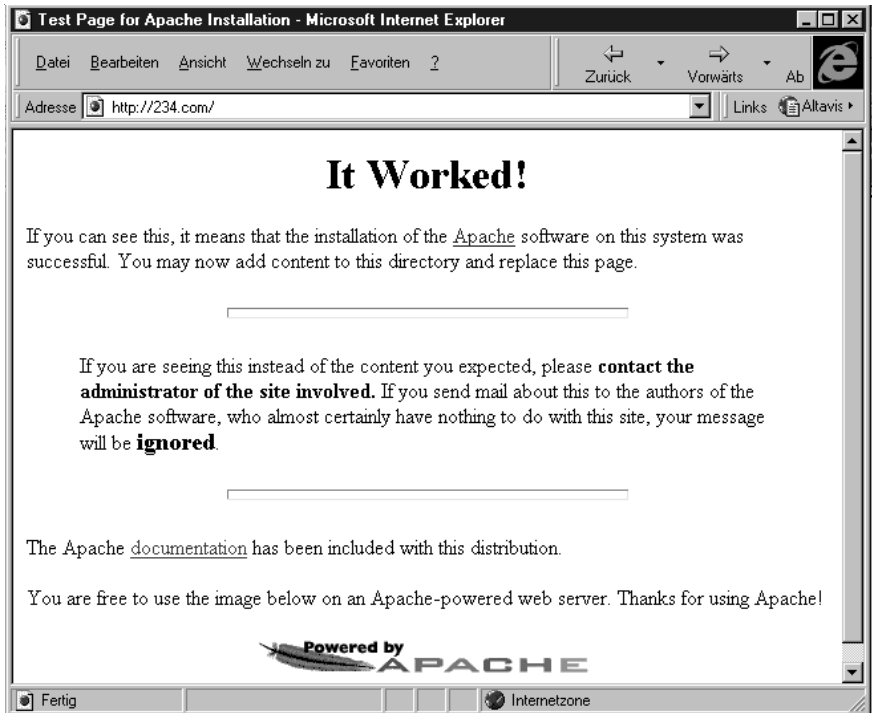 Test Page for Apache Installation - Microsoft Internet Explorer
Datei Bearbeiten Ansicht Wechseln zu Favoriten ? Zurück Vorwärts Ab
Adresse http://234.com/ Links Altavis
It Worked!
If you can see this, it means that the installation of the Apache software on this system was
successful. You may now add content to this directory and replace this page.
If you are seeing this instead of the content you expected, please contact the
administrator of the site involved. If you send mail about this to the authors of the
Apache software, who almost certainly have nothing to do with this site, your message
will be ignored.
The Apache documentation has been included with this distribution.
You are free to use the image below on an Apache-powered web server. Thanks for using Apache!
Powered by
APACHE
Fertig Internetzone